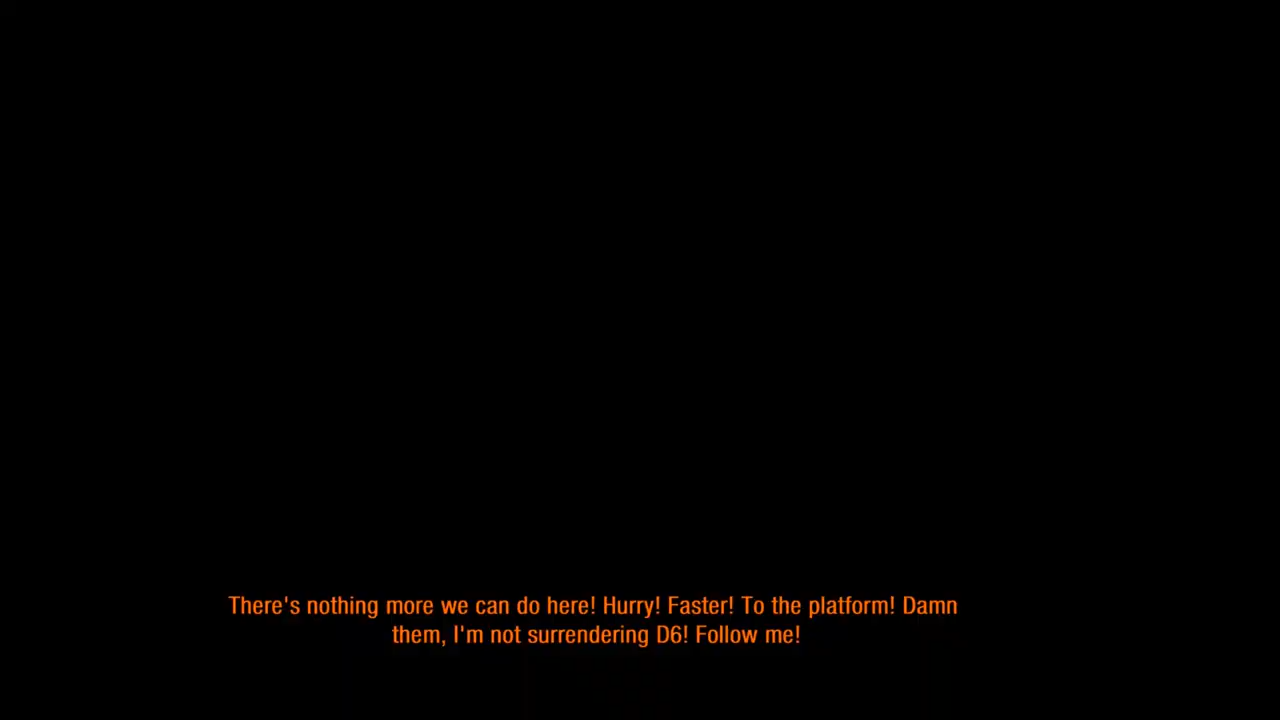 There's nothing more we can do here! Hurry! Faster! To the platform! Damn
them, I'm not surrendering D6! Follow me!